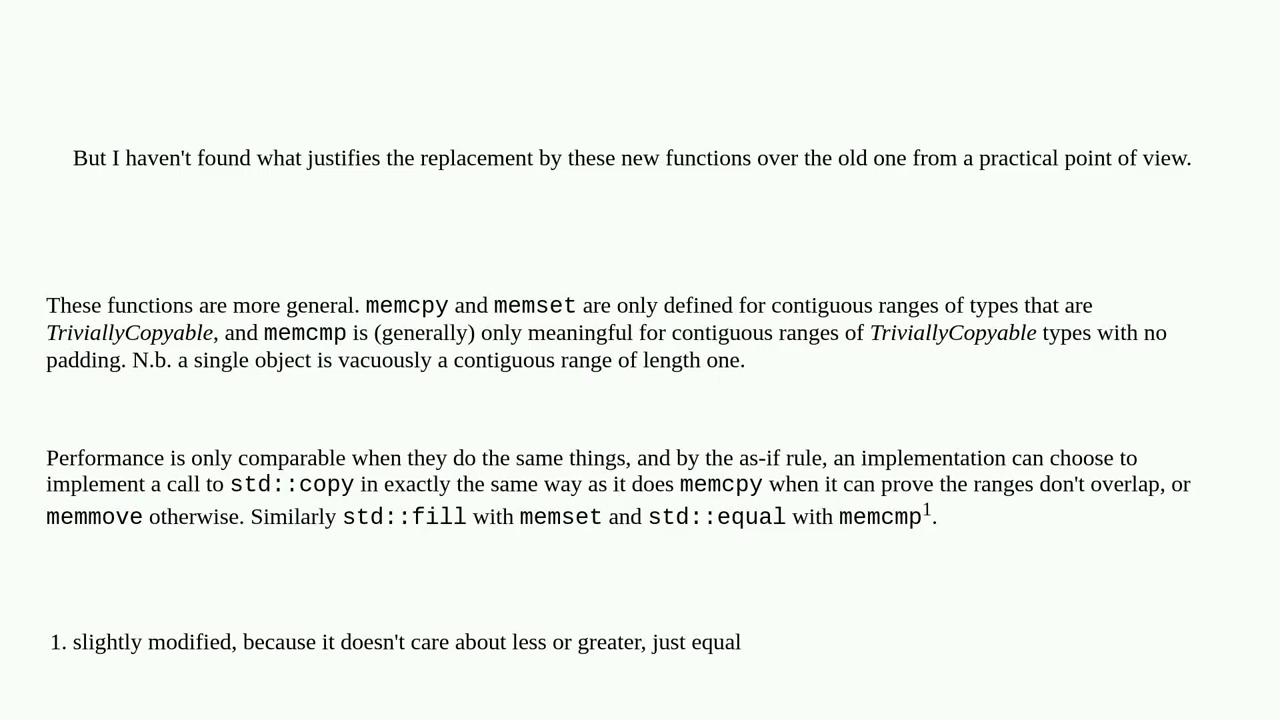 But I haven't found what justifies the replacement by these new functions over the old one from a practical point of view.
These functions are more general. memcpy and memset are only defined for contiguous ranges of types that are
TriviallyCopyable, and memcmp is (generally) only meaningful for contiguous ranges of TriviallyCopyable types with no
padding. N.b. a single object is vacuously a contiguous range of length one.
Performance is only comparable when they do the same things, and by the as-if rule, an implementation can choose to
implement a call to std::copy in exactly the same way as it does memcpy when it can prove the ranges don't overlap, or
memmove otherwise. Similarly std::fill with memset and std::equal with memcmp1.
1. slightly modified, because it doesn't care about less or greater, just equal